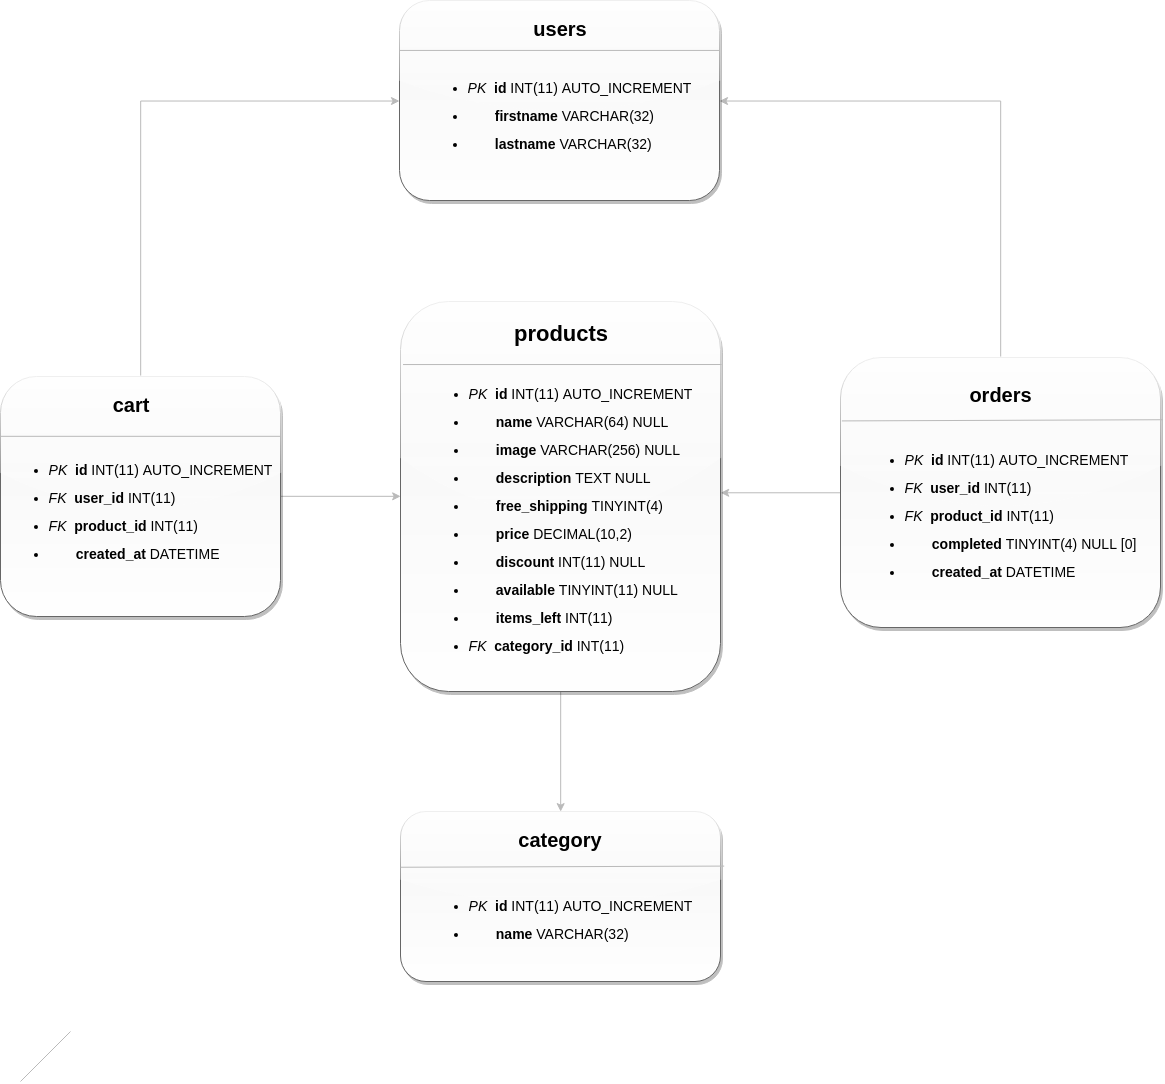 users
• PK id INT(11) AUTO_INCREMENT
• firstname VARCHAR(32)
• lastname VARCHAR(32)
cart
• PK id INT(11) AUTO_INCREMENT
• FK user_id INT(11)
• FK product_id INT(11)
• created_at DATETIME
products
• PK id INT(11) AUTO_INCREMENT
• name VARCHAR(64) NULL
• image VARCHAR(256) NULL
• description TEXT NULL
• free_shipping TINYINT(4)
• price DECIMAL(10,2)
• discount INT(11) NULL
• available TINYINT(11) NULL
• items_left INT(11)
• FK category_id INT(11)
orders
• PK id INT(11) AUTO_INCREMENT
• FK user_id INT(11)
• FK product_id INT(11)
• completed TINYINT(4) NULL [0]
• created_at DATETIME
category
• PK id INT(11) AUTO_INCREMENT
• name VARCHAR(32)